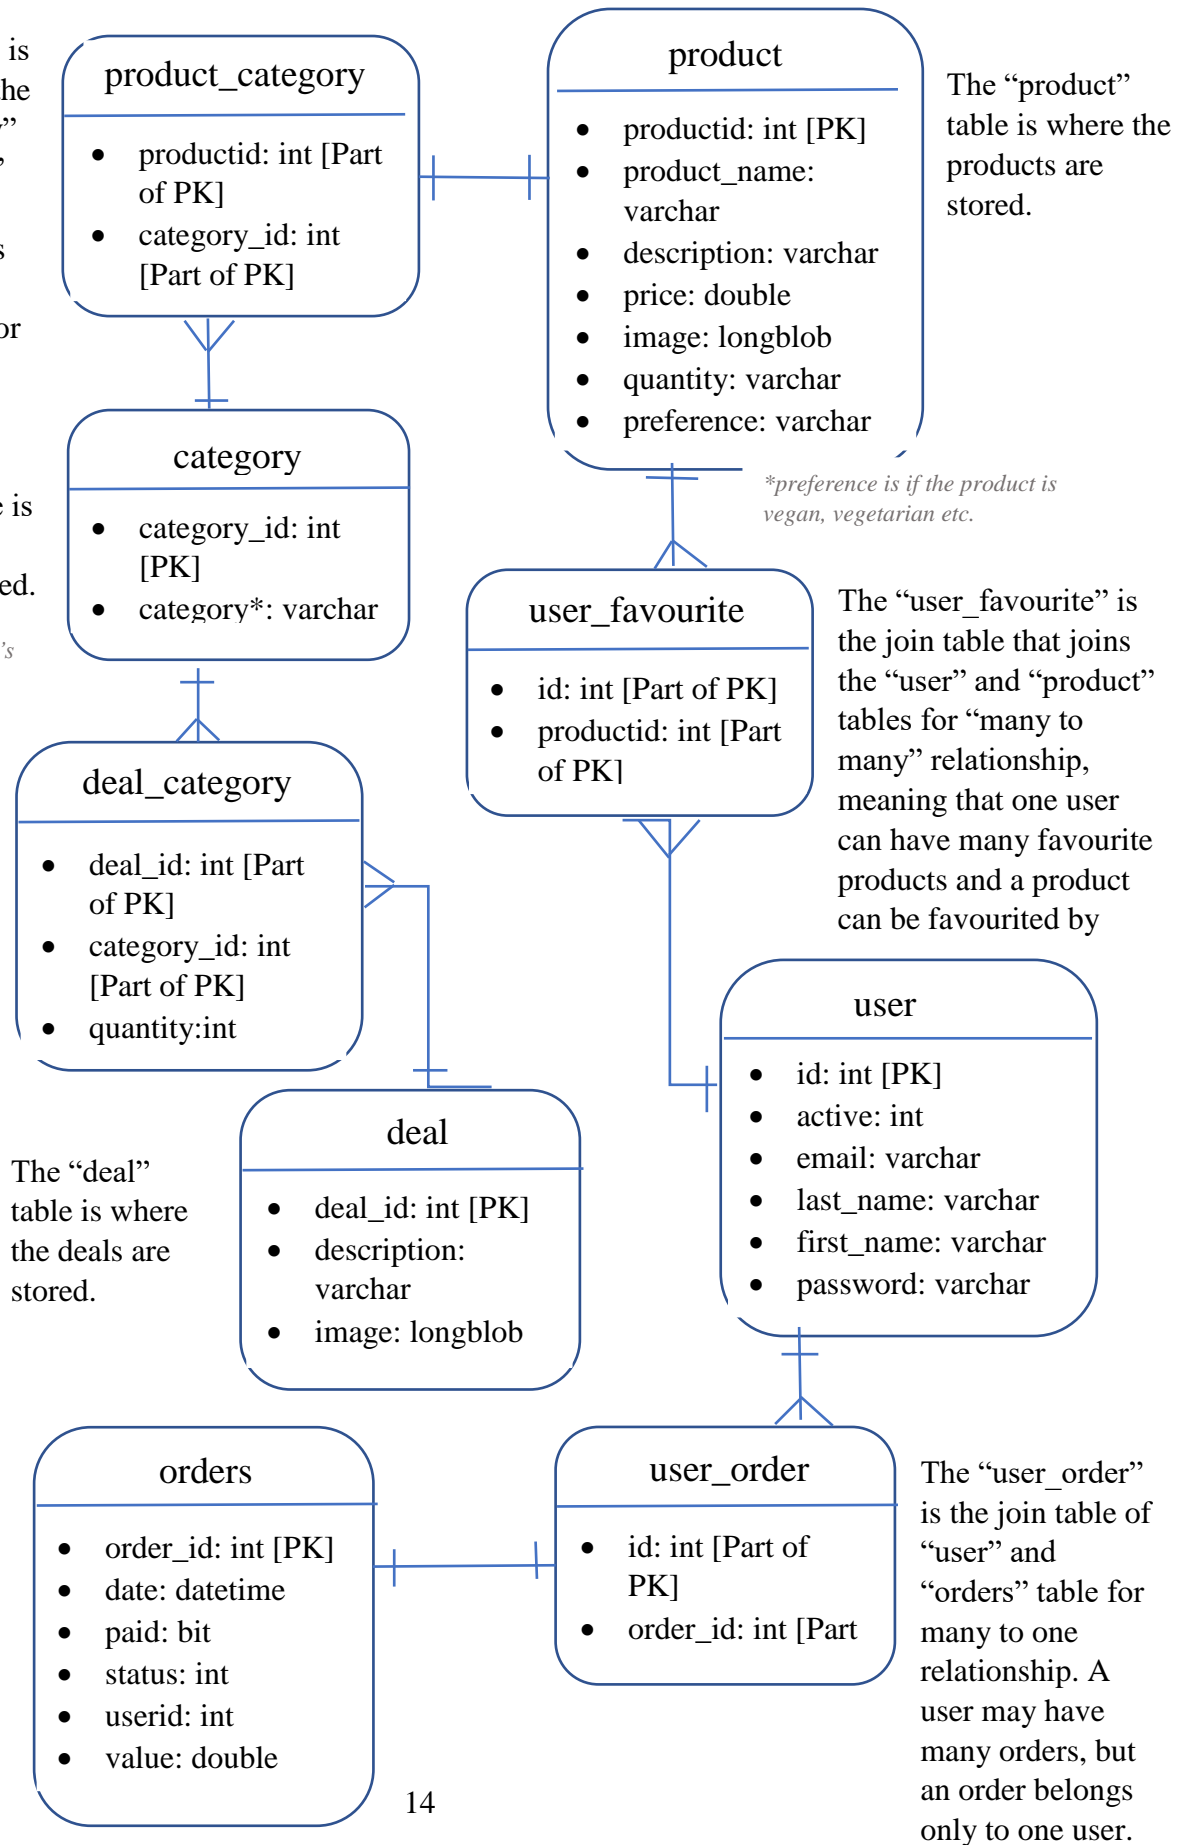 is
the
y”
,
s
or
product_category
• productid: int [Part
of PK]
• category_id: int
[Part of PK]
product
• productid: int [PK]
• product_name:
varchar
• description: varchar
• price: double
• image: longblob
• quantity: varchar
• preference: varchar
The “product”
table is where the
products are
stored.
*preference is if the product is
vegan, vegetarian etc.
category
• category_id: int
[PK]
• category*: varchar
e is
ed.
’s
user_favourite
• id: int [Part of PK]
• productid: int [Part
of PK]
The “user_favourite” is
the join table that joins
the “user” and “product”
tables for “many to
many” relationship,
meaning that one user
can have many favourite
products and a product
can be favourited by
deal_category
• deal_id: int [Part
of PK]
• category_id: int
[Part of PK]
• quantity:int
user
• id: int [PK]
• active: int
• email: varchar
• last_name: varchar
• first_name: varchar
• password: varchar
deal
• deal_id: int [PK]
• description:
varchar
• image: longblob
The “deal”
table is where
the deals are
stored.
orders
• order_id: int [PK]
• date: datetime
• paid: bit
• status: int
• userid: int
• value: double
user_order
• id: int [Part of
PK]
• order_id: int [Part
The “user_order”
is the join table of
“user” and
“orders” table for
many to one
relationship. A
user may have
many orders, but
an order belongs
only to one user.
14